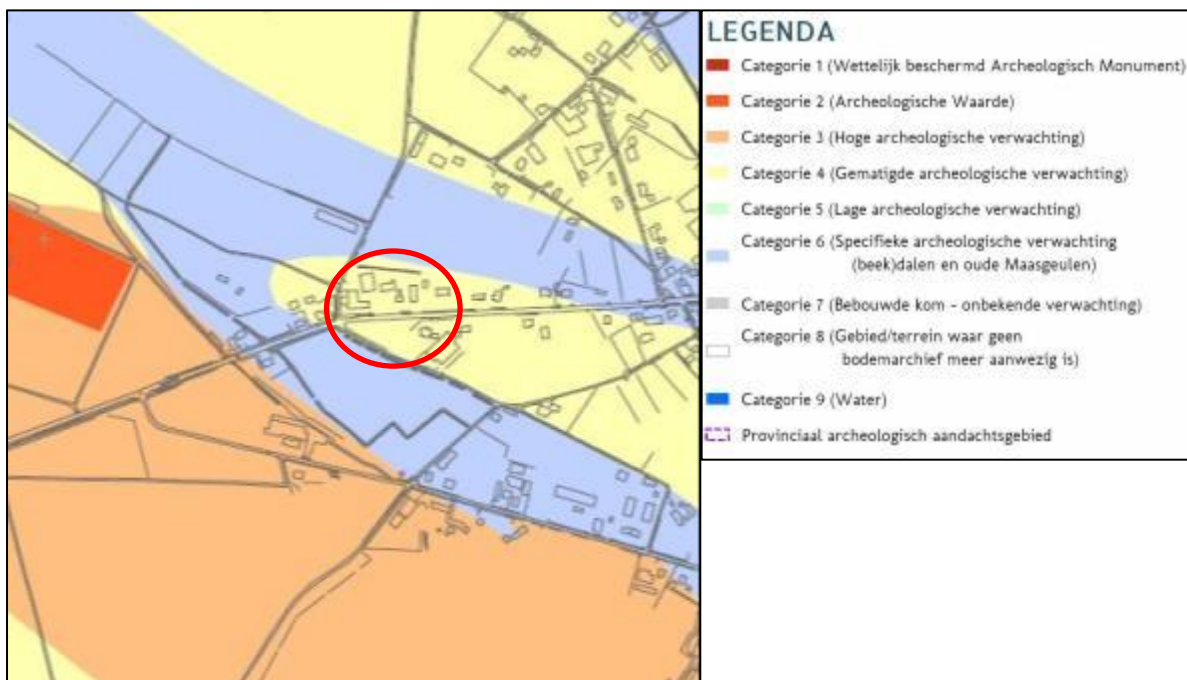 LEGENDA
Categorie 1 (Wettelijk beschermd Archeologisch Monument)
Categorie 2 (Archeologische Waarde)
Categorie 3 (Hoge archeologische verwachting)
Categorie 4 (Gematigde archeologische verwachting)
Categorie 5 (Lage archeologische verwachting)
Categorie 6 (Specifieke archeologische verwachting
(beek)dalen en oude Maasgeulen)
Categorie 7 (Bebouwde kom - onbekende verwachting)
Categorie 8 (Gebied/terrein waar geen
bodemarchief meer aanwezig is)
Categorie 9 (Water)
Provinciaal archeologisch aandachtsgebied